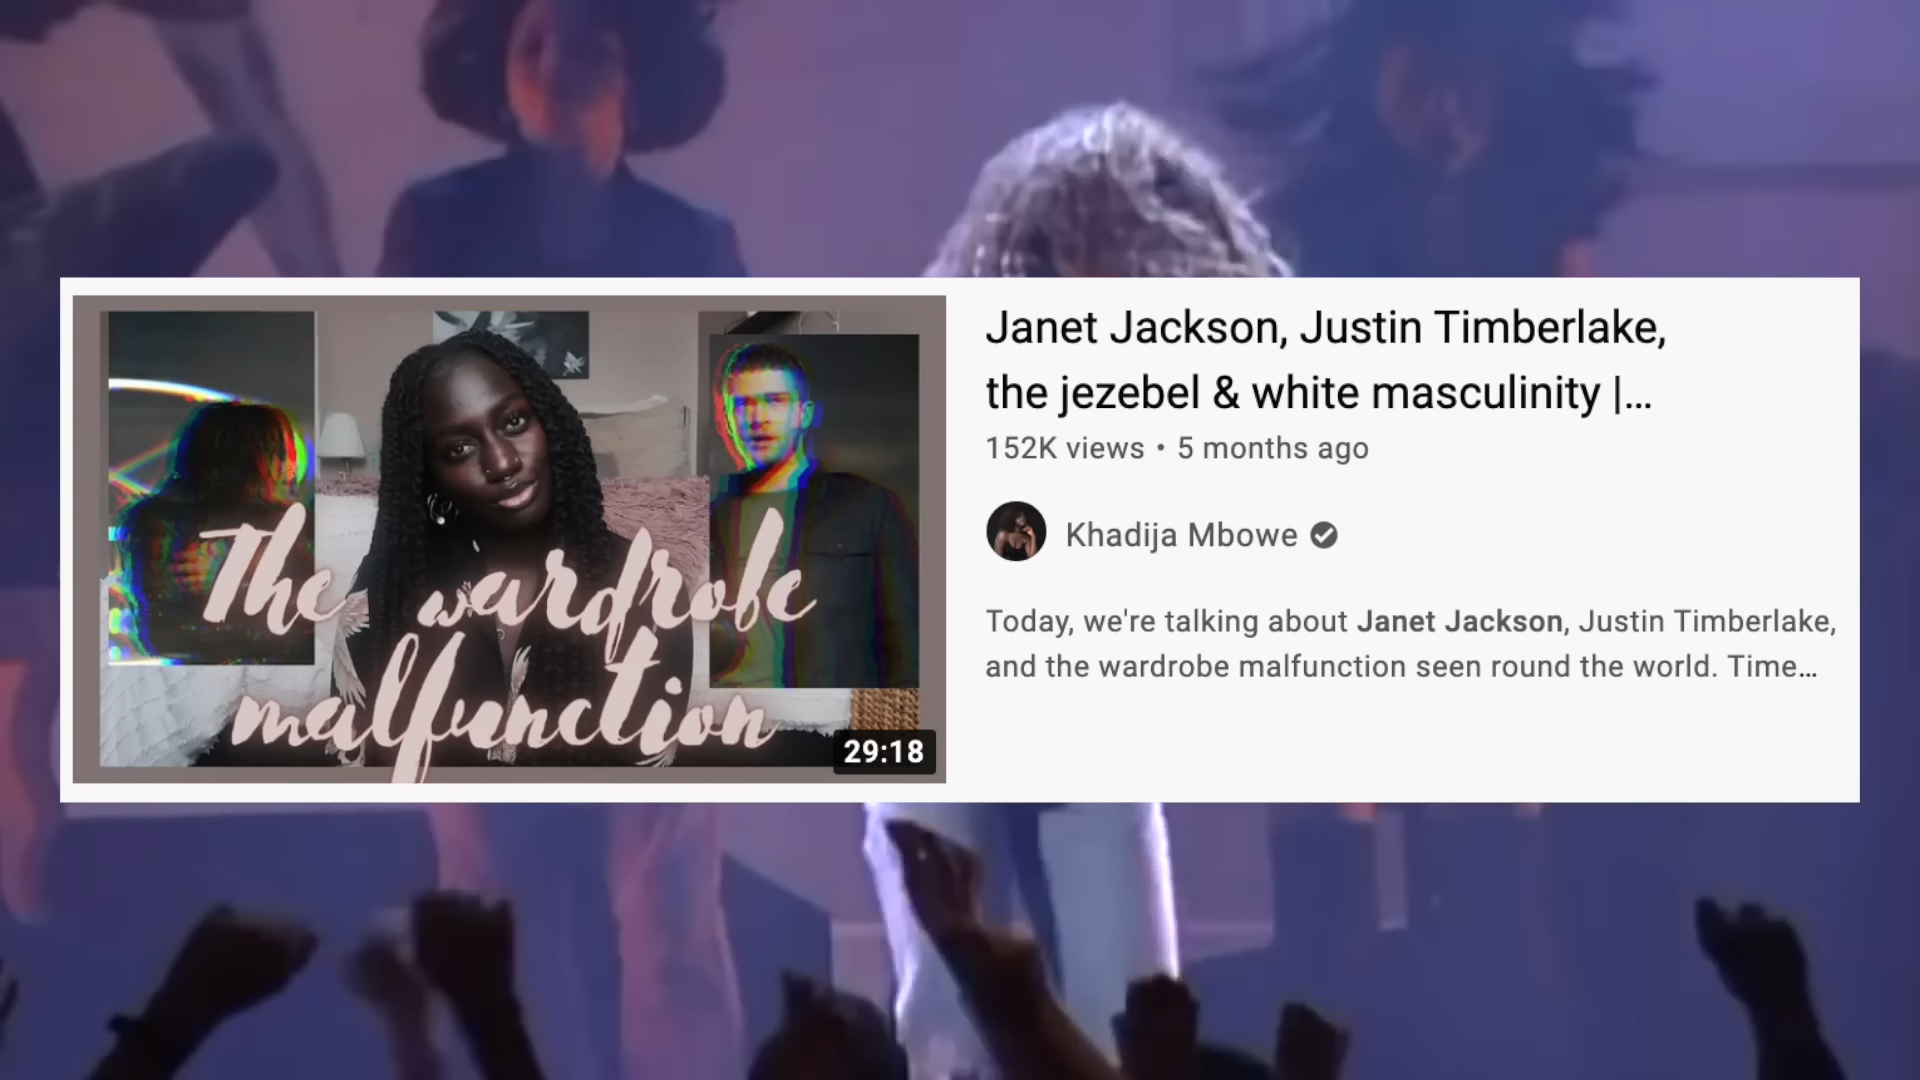 The wardrobe
malfunction
29:18
Janet Jackson, Justin Timberlake,
the jezebel & white masculinity |...
152K views • 5 months ago
Khadija Mbowe
Today, we're talking about Janet Jackson, Justin Timberlake,
and the wardrobe malfunction seen round the world. Time...